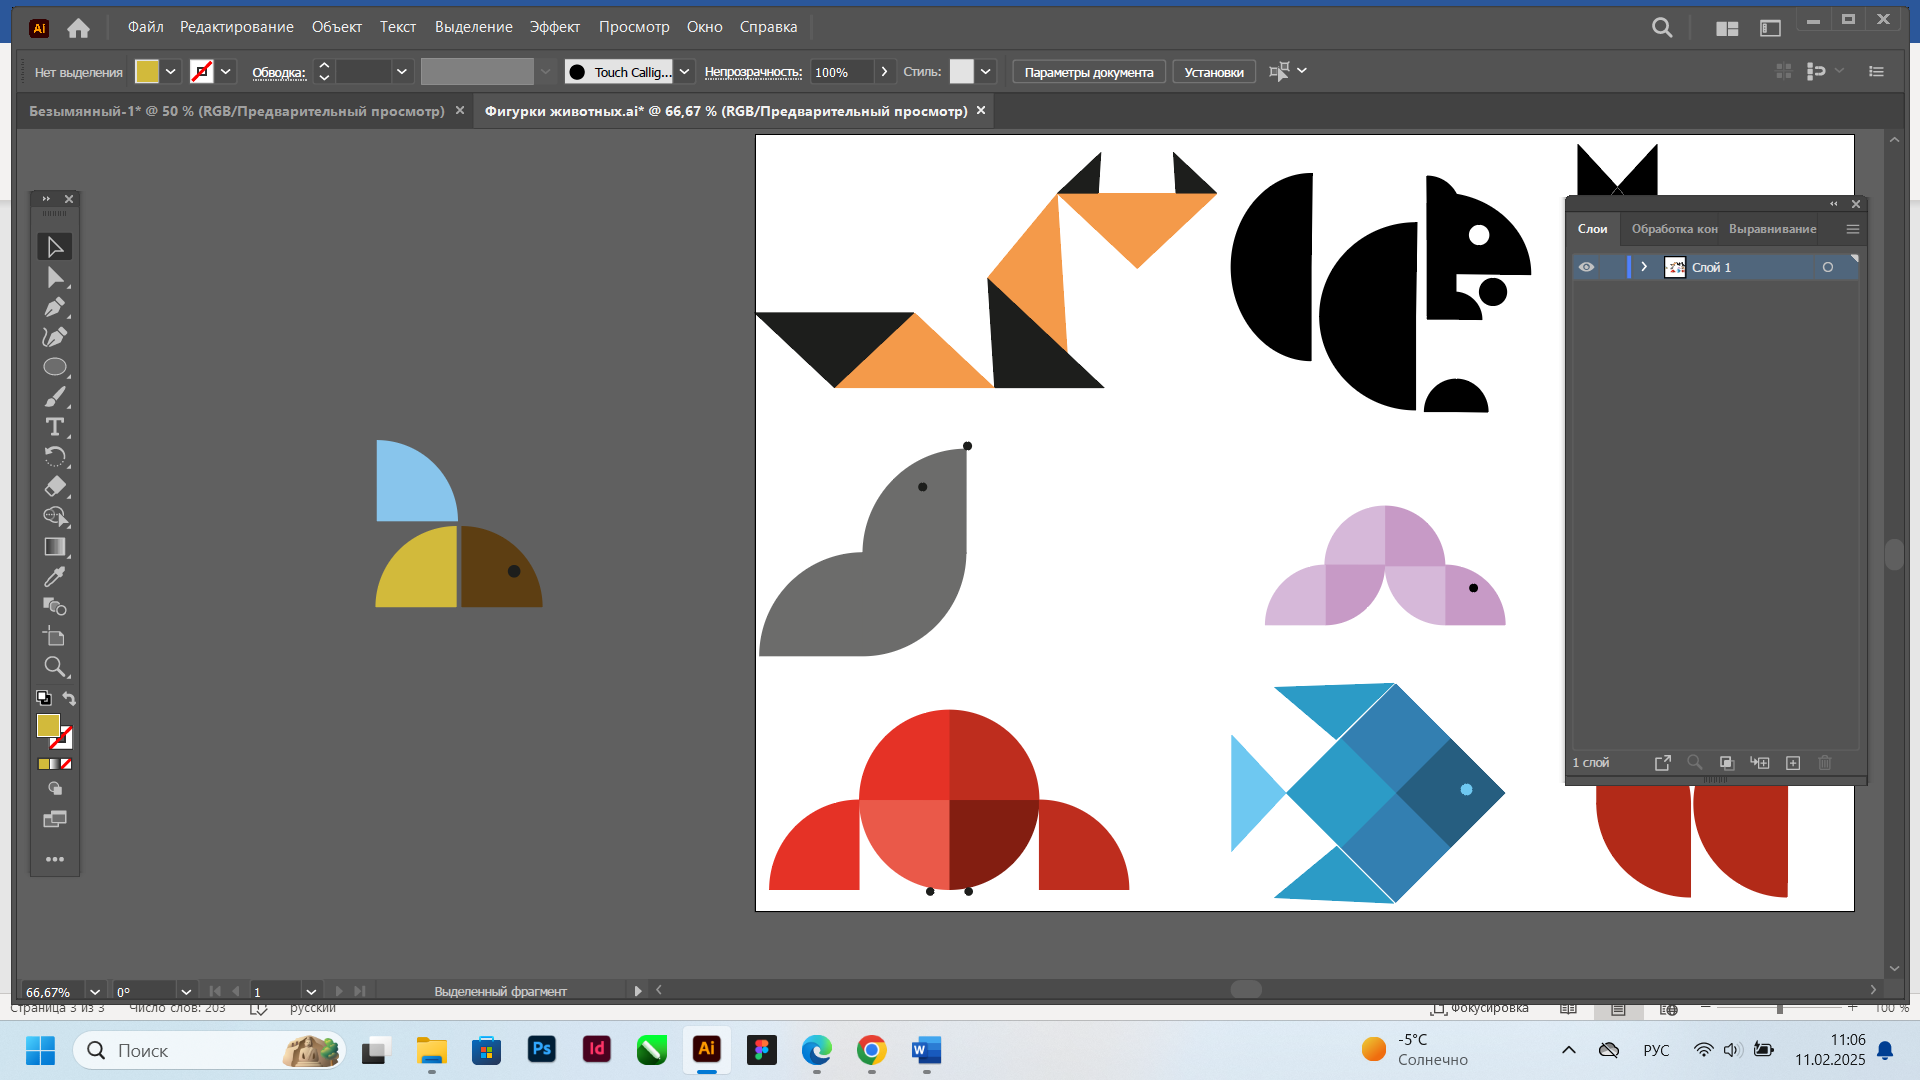 Ai Файл Редактирование Объект Текст Выделение Эффект Просмотр Окно Справка
Нет выделения Обводка: Touch Callig... Непрозрачность: 100% Стиль: Параметры документа Установки
Безымянный-1* @ 50 % (RGB/Предварительный просмотр) × Фигурки животных.ai* @ 66,67 % (RGB/Предварительный просмотр) ×
Слои Обработка кон Выравнивание
Слой 1
1 слой
66,67% 0° 1 Выделенный фрагмент
Страница 3 из 3 Число слов: 203 русский Фокусировка 100 %
Поиск Ps Id Ai W -5°C Солнечно РУС 11:06 11.02.2025